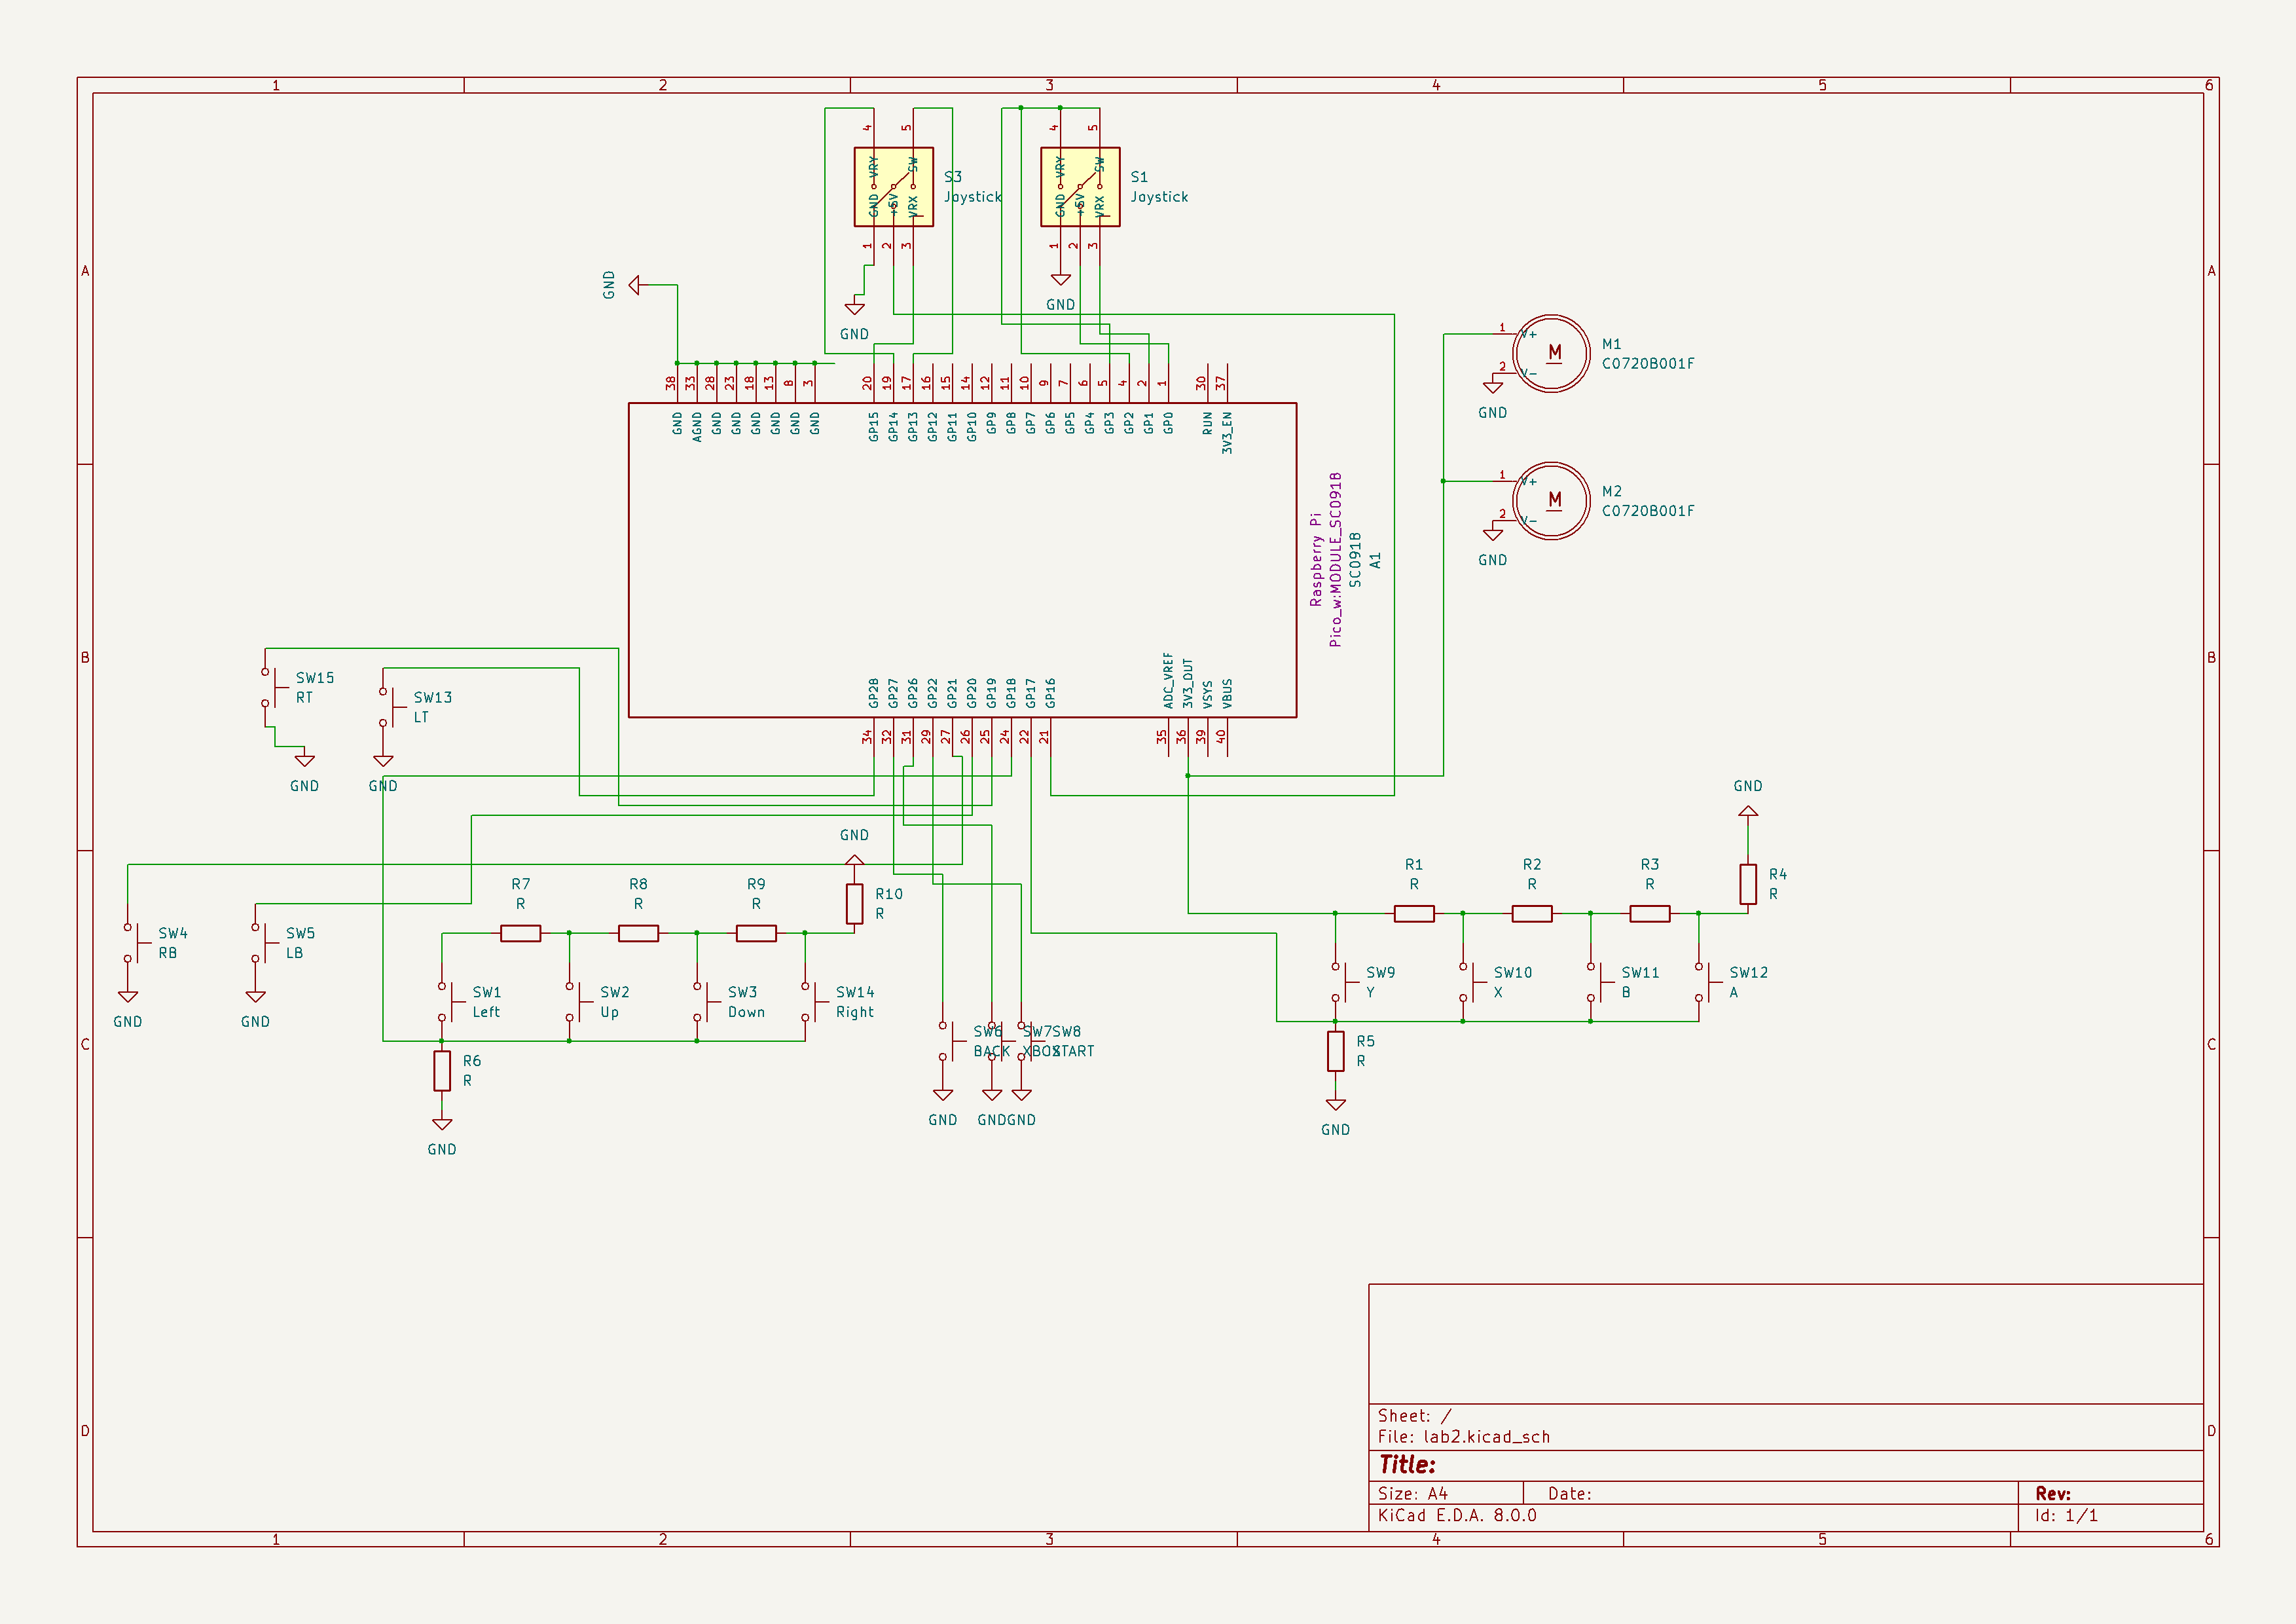 1 2 3 4 5 6
A
B
C
D
A
B
C
D
4 5
VRY SW
GND +5V VRX
1 2 3
S3
Joystick
GND
4 5
VRY SW
GND +5V VRX
1 2 3
S1
Joystick
GND
GND
38 33 28 23 18 13 8 3 20 19 17 16 15 14 12 11 10 9 7 6 5 4 2 1 30 37
GND AGND GND GND GND GND GND GND GP15 GP14 GP13 GP12 GP11 GP10 GP9 GP8 GP7 GP6 GP5 GP4 GP3 GP2 GP1 GP0 RUN 3V3_EN
Raspberry Pi
Pico_w:MODULE_SC0918
SC0918
A1
GP28 GP27 GP26 GP22 GP21 GP20 GP19 GP18 GP17 GP16 ADC_VREF 3V3_OUT VSYS VBUS
34 32 31 29 27 26 25 24 22 21 35 36 39 40
1 V+
M
2 V-
M1
C0720B001F
GND
1 V+
M
2 V-
M2
C0720B001F
GND
SW15
RT
GND
SW13
LT
GND
SW4
RB
GND
SW5
LB
GND
R7
R
R8
R
R9
R
GND
R10
R
SW1
Left
SW2
Up
SW3
Down
SW14
Right
R6
R
GND
SW6
BACK
GND
SW7
XBOX
GND
SW8
START
GND
R1
R
R2
R
R3
R
GND
R4
R
SW9
Y
SW10
X
SW11
B
SW12
A
R5
R
GND
Sheet: /
File: lab2.kicad_sch
Title:
Size: A4 Date: Rev:
KiCad E.D.A. 8.0.0 Id: 1/1
1 2 3 4 5 6